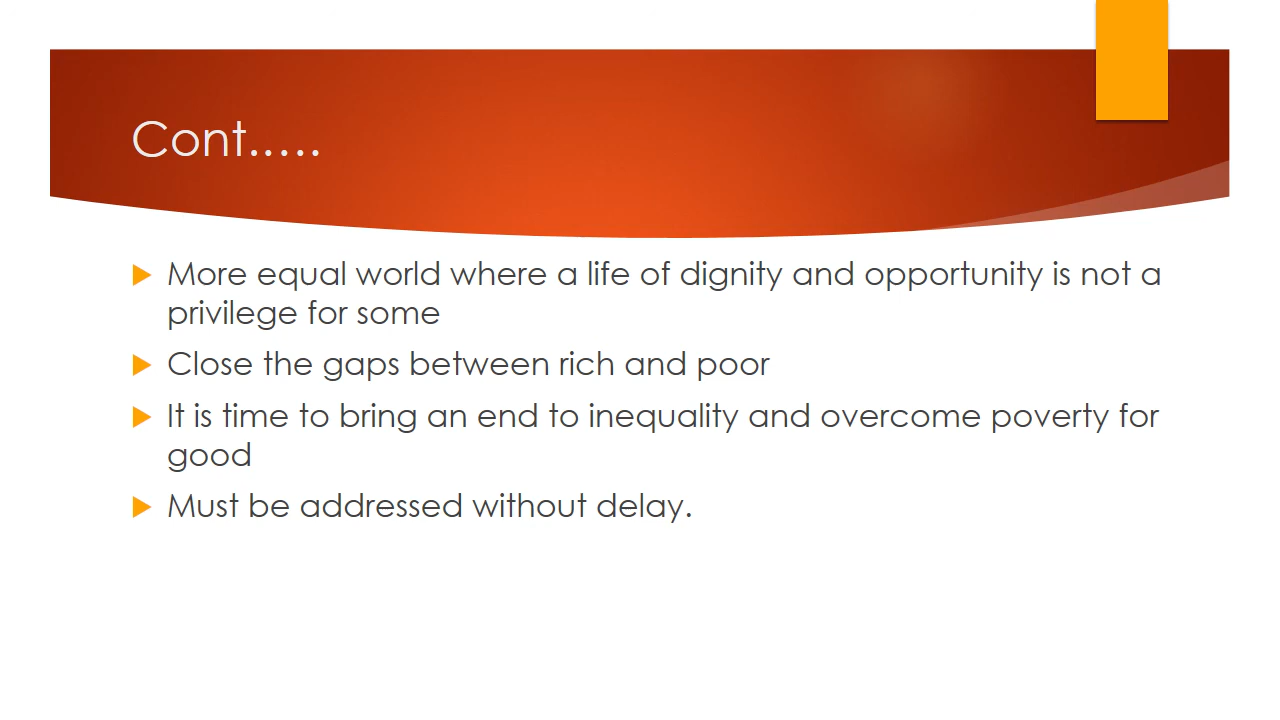 Cont.....
More equal world where a life of dignity and opportunity is not a
privilege for some
Close the gaps between rich and poor
It is time to bring an end to inequality and overcome poverty for
good
Must be addressed without delay.